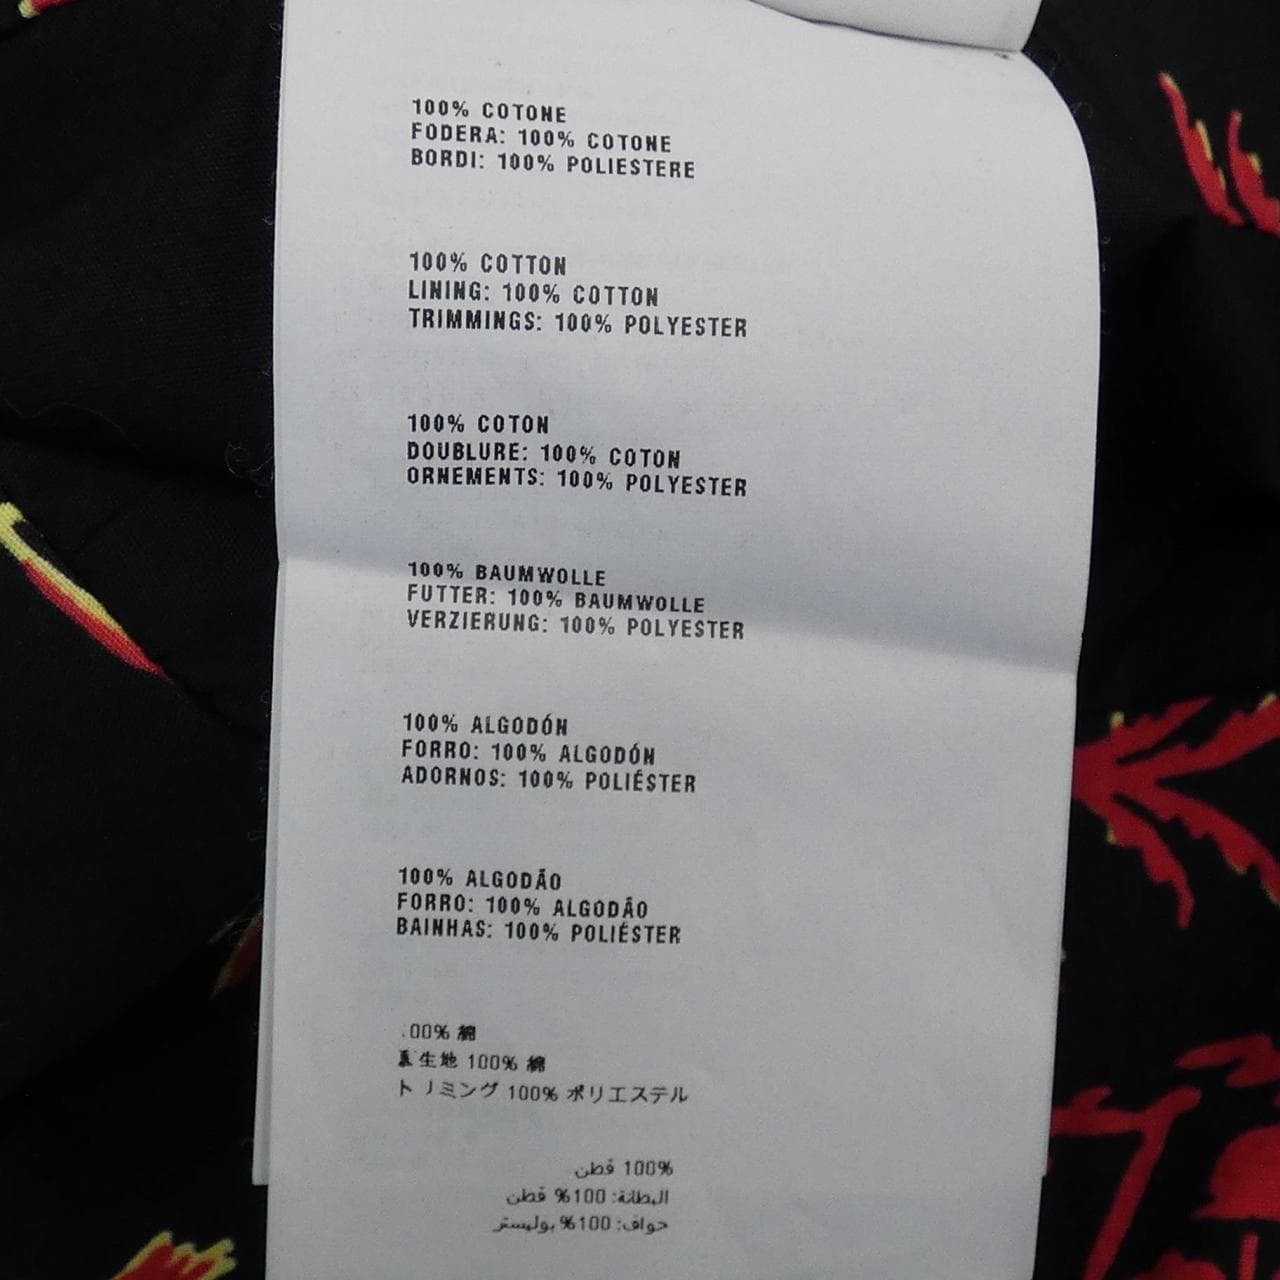 100% COTONE
FODERA: 100% COTONE
BORDI: 100% POLIESTERE
100% COTTON
LINING: 100% COTTON
TRIMMINGS: 100% POLYESTER
100% COTON
DOUBLURE: 100% COTON
ORNEMENTS: 100% POLYESTER
100% BAUMWOLLE
FUTTER: 100% BAUMWOLLE
VERZIERUNG: 100% POLYESTER
100% ALGODÓN
FORRO: 100% ALGODÓN
ADORNOS: 100% POLIÉSTER
100% ALGODÃO
FORRO: 100% ALGODÃO
BAINHAS: 100% POLIÉSTER
100% 綿
裏生地 100% 綿
トリミング 100% ポリエステル
100% قطن
البطانة: 100% قطن
حواف: 100% بوليستر